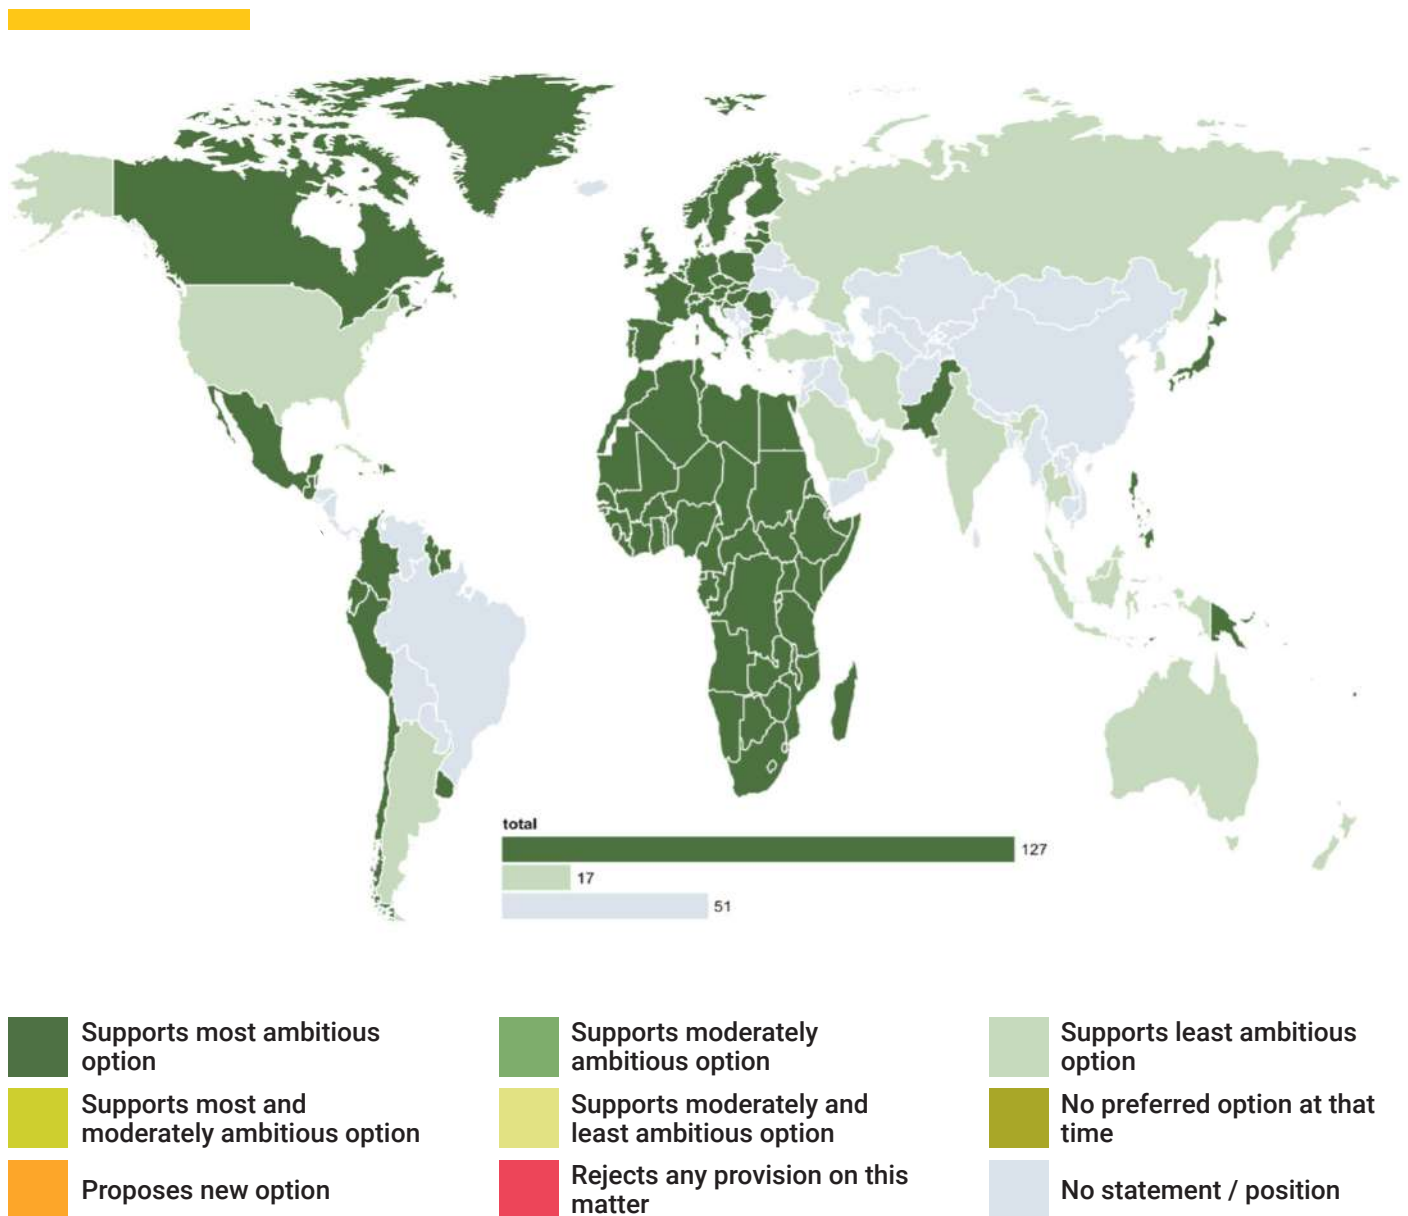 total
127
17
51
Supports most ambitious
option
Supports moderately
ambitious option
Supports least ambitious
option
Supports most and
moderately ambitious option
Supports moderately and
least ambitious option
No preferred option at that
time
Proposes new option
Rejects any provision on this
matter
No statement / position